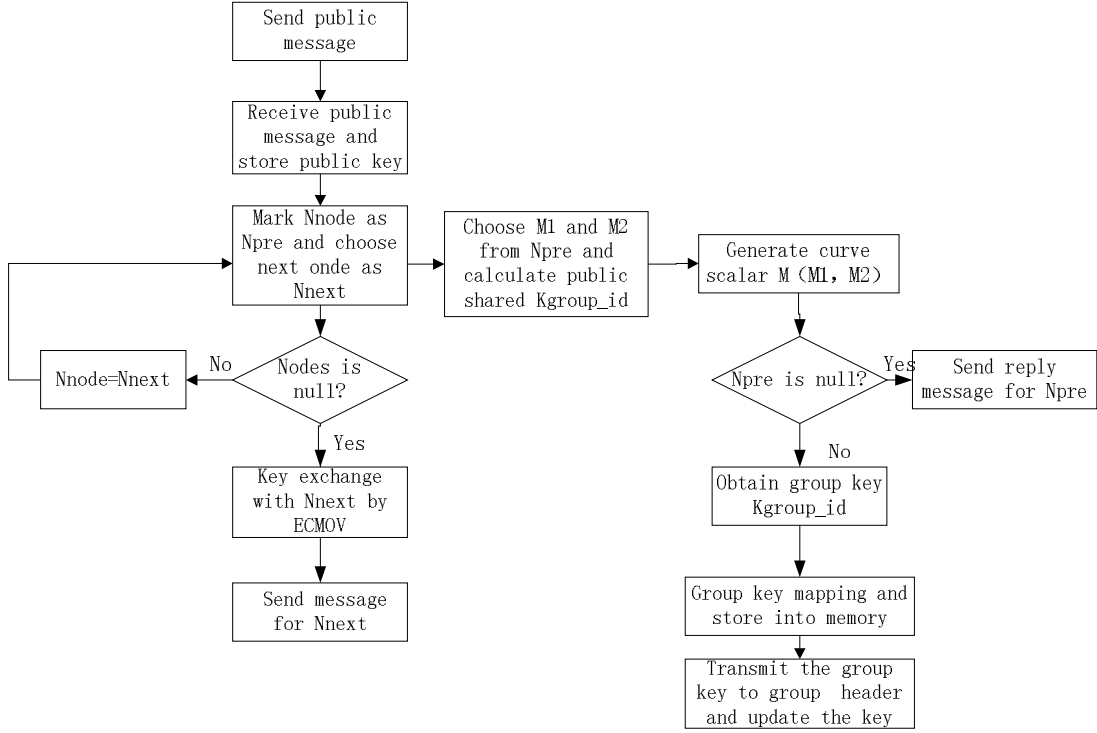 Send public
message
Receive public
message and
store public key
Mark Nnode as
Npre and choose
next onde as
Nnext
Choose M1 and M2
from Npre and
calculate public
shared Kgroup_id
Generate curve
scalar M（M1，M2）
Nnode=Nnext
No
Nodes is
null?
Yes
Npre is null?
Yes
Send reply
message for Npre
No
Key exchange
with Nnext by
ECMOV
Obtain group key
Kgroup_id
Send message
for Nnext
Group key mapping and
store into memory
Transmit the group
key to group header
and update the key